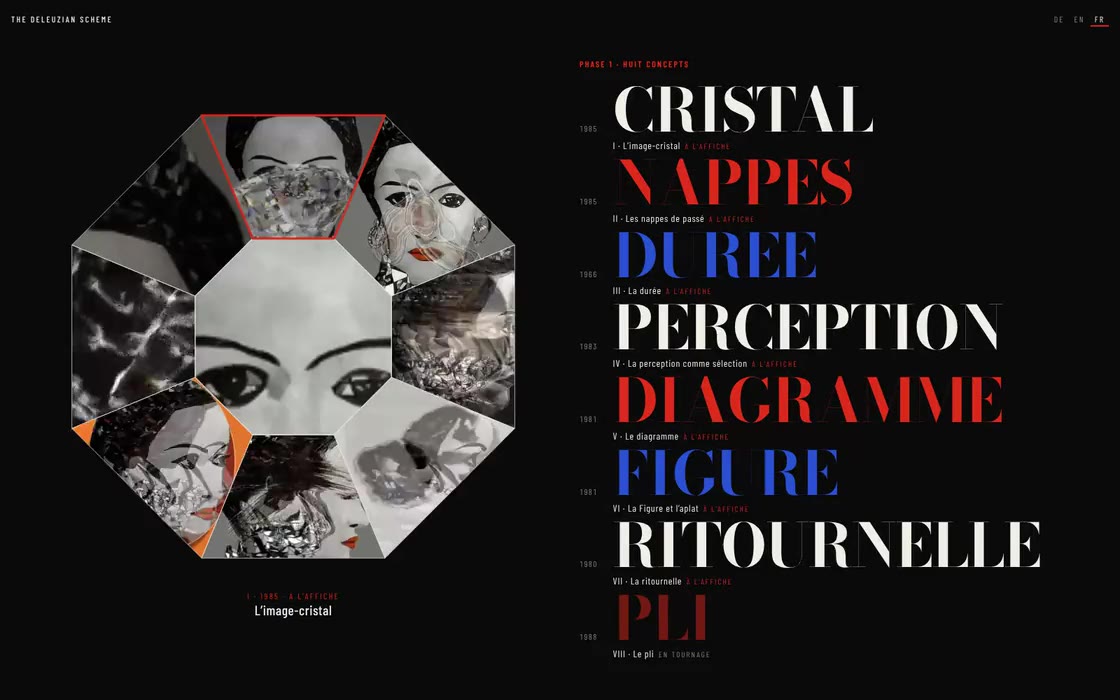 THE DELEUZIAN SCHEME
DE EN FR
PHASE 1 · HUIT CONCEPTS
1985 CRISTAL
I · L'image-cristal À L'AFFICHE
1985 NAPPES
II · Les nappes de passé À L'AFFICHE
1966 DUREE
III · La durée À L'AFFICHE
1983 PERCEPTION
IV · La perception comme sélection À L'AFFICHE
1981 DIAGRAMME
V · Le diagramme À L'AFFICHE
1981 FIGURE
VI · La Figure et l'aplat À L'AFFICHE
1980 RITOURNELLE
VII · La ritournelle À L'AFFICHE
1988 PLI
VIII · Le pli EN TOURNAGE
I · 1985 · À L'AFFICHE
L'image-cristal